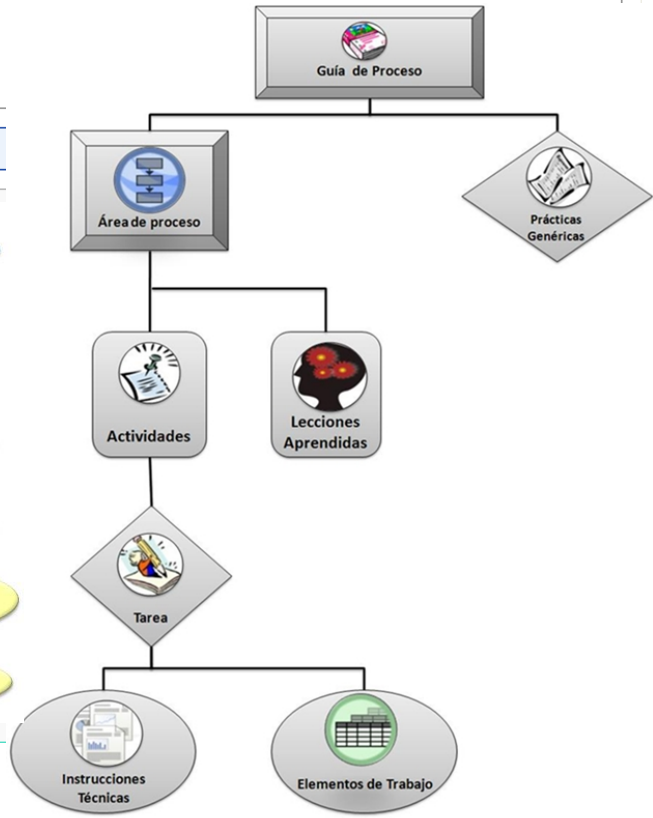 Guía de Proceso
Área de proceso
Prácticas
Genéricas
Actividades
Lecciones
Aprendidas
Tarea
Instrucciones
Técnicas
Elementos de Trabajo